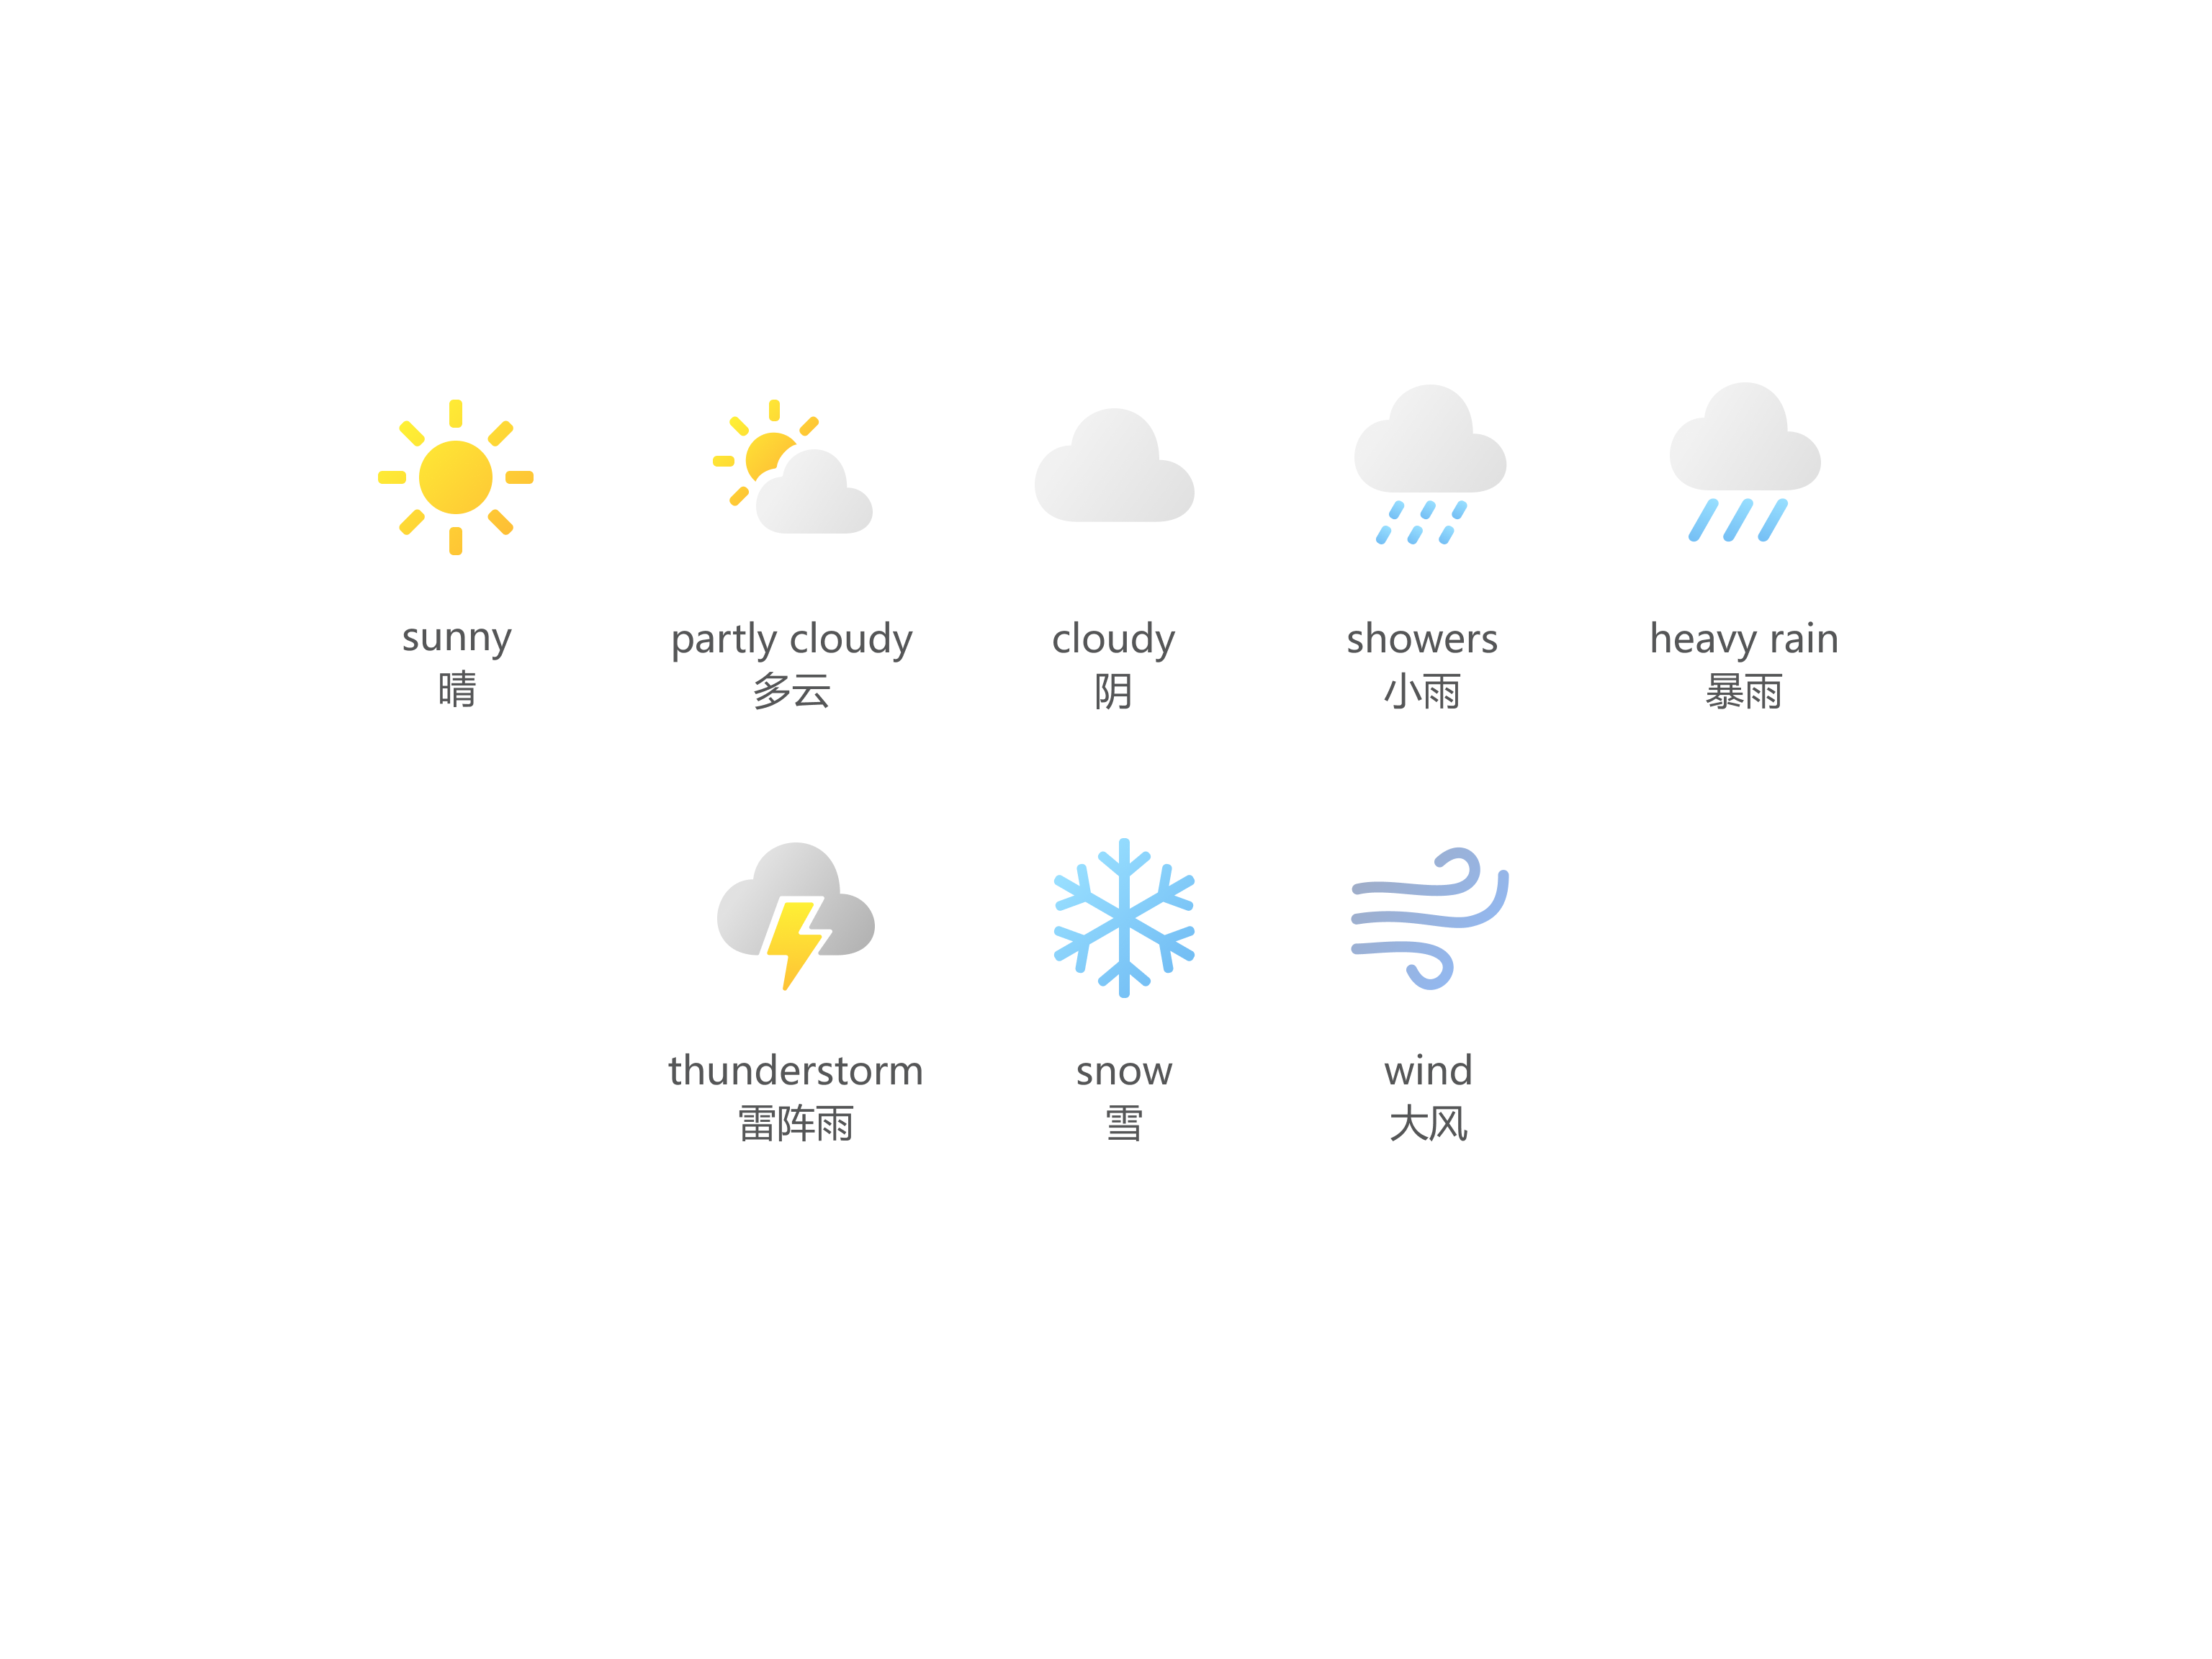 sunny
晴
partly cloudy
多云
cloudy
阴
showers
小雨
heavy rain
暴雨
thunderstorm
雷阵雨
snow
雪
wind
大风